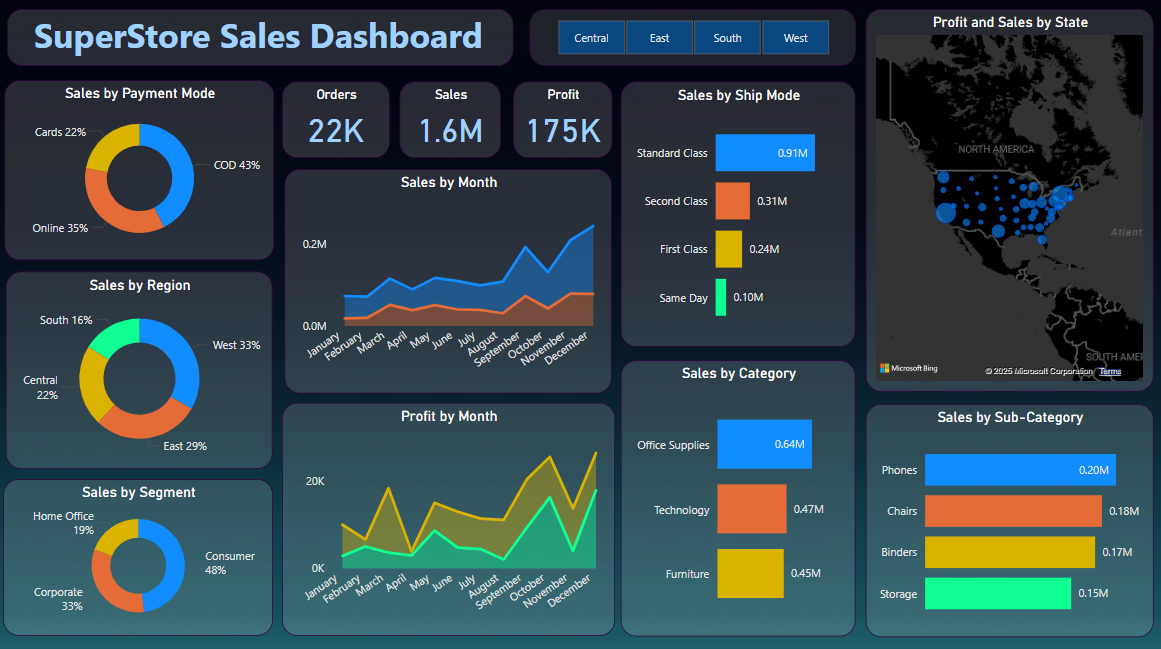 SuperStore Sales Dashboard
Central East South West
Profit and Sales by State
NORTH AMERICA
Atlant
SOUTH AMER
Microsoft Bing
© 2025 Microsoft Corporation Terms
Sales by Payment Mode
Cards 22%
COD 43%
Online 35%
Orders
22K
Sales
1.6M
Profit
175K
Sales by Ship Mode
Standard Class 0.91M
Second Class 0.31M
First Class 0.24M
Same Day 0.10M
Sales by Month
0.2M
0.0M
January February March April May June July August September October November December
Sales by Region
South 16%
West 33%
Central
22%
East 29%
Sales by Category
Office Supplies 0.64M
Technology 0.47M
Furniture 0.45M
Profit by Month
20K
0K
January February March April May June July August September October November December
Sales by Sub-Category
Phones 0.20M
Chairs 0.18M
Binders 0.17M
Storage 0.15M
Sales by Segment
Home Office
19%
Consumer
48%
Corporate
33%